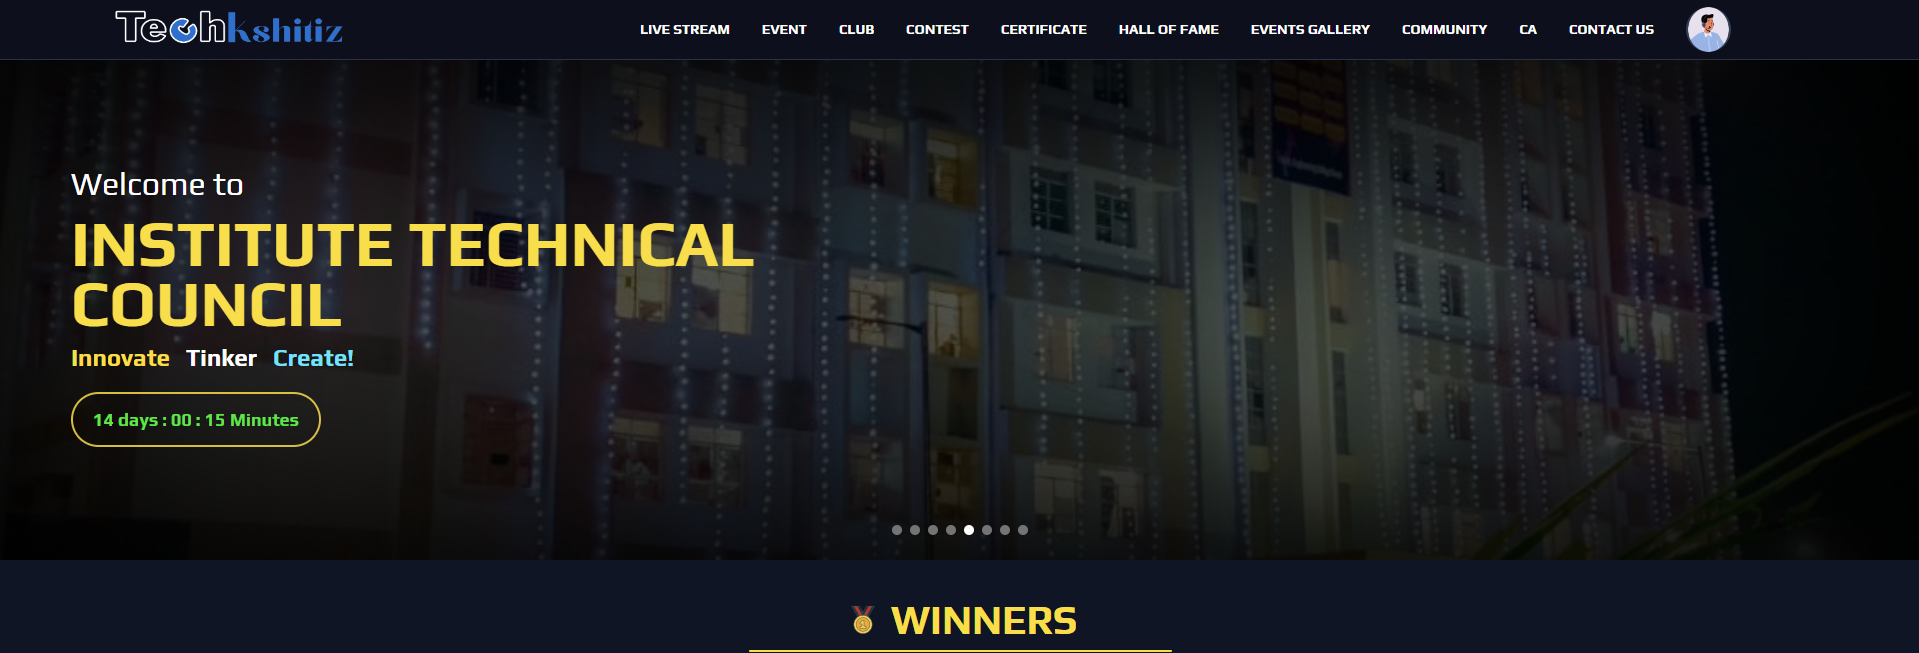 Techkshitiz
LIVE STREAM EVENT CLUB CONTEST CERTIFICATE HALL OF FAME EVENTS GALLERY COMMUNITY CA CONTACT US
Welcome to
INSTITUTE TECHNICAL
COUNCIL
Innovate Tinker Create!
14 days : 00 : 15 Minutes
WINNERS